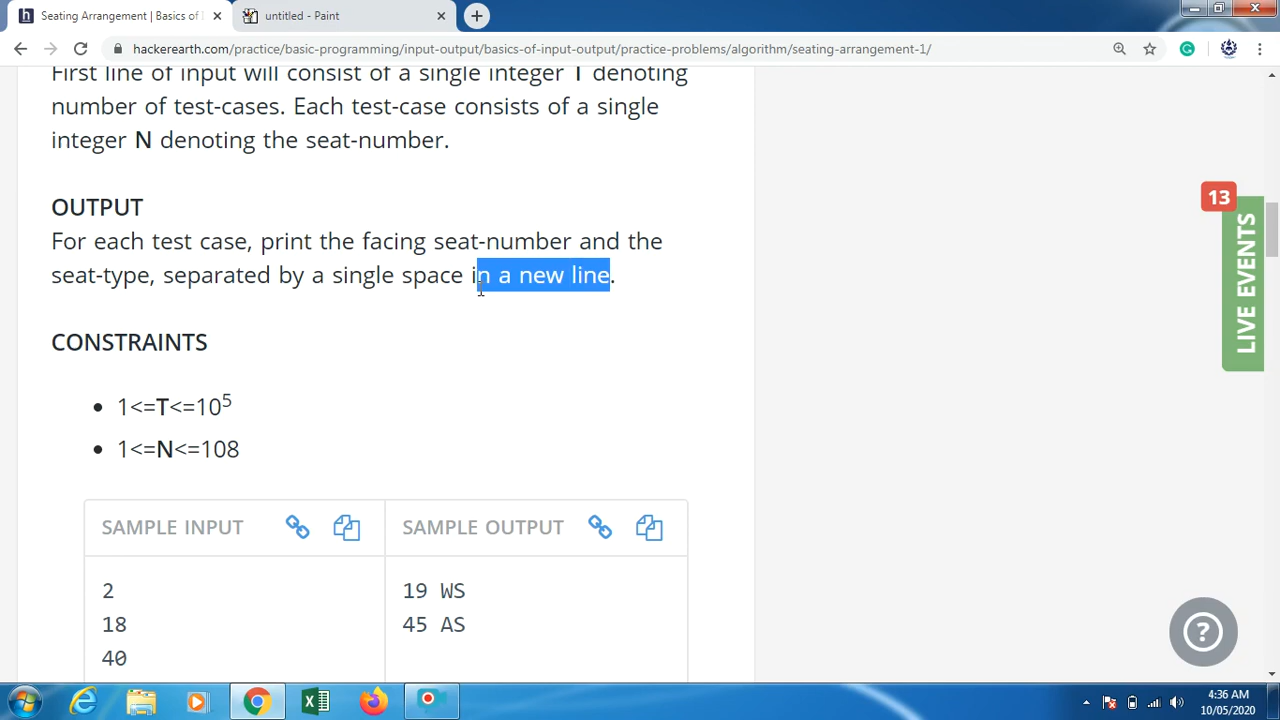 Seating Arrangement | Basics of I
untitled - Paint
hackerearth.com/practice/basic-programming/input-output/basics-of-input-output/practice-problems/algorithm/seating-arrangement-1/
First line of input will consist of a single integer T denoting
number of test-cases. Each test-case consists of a single
integer N denoting the seat-number.
OUTPUT
For each test case, print the facing seat-number and the
seat-type, separated by a single space in a new line.
CONSTRAINTS
1<=T<=10⁵
1<=N<=108
SAMPLE INPUT
SAMPLE OUTPUT
2
18
40
19 WS
45 AS
13
LIVE EVENTS
?
4:36 AM
10/05/2020